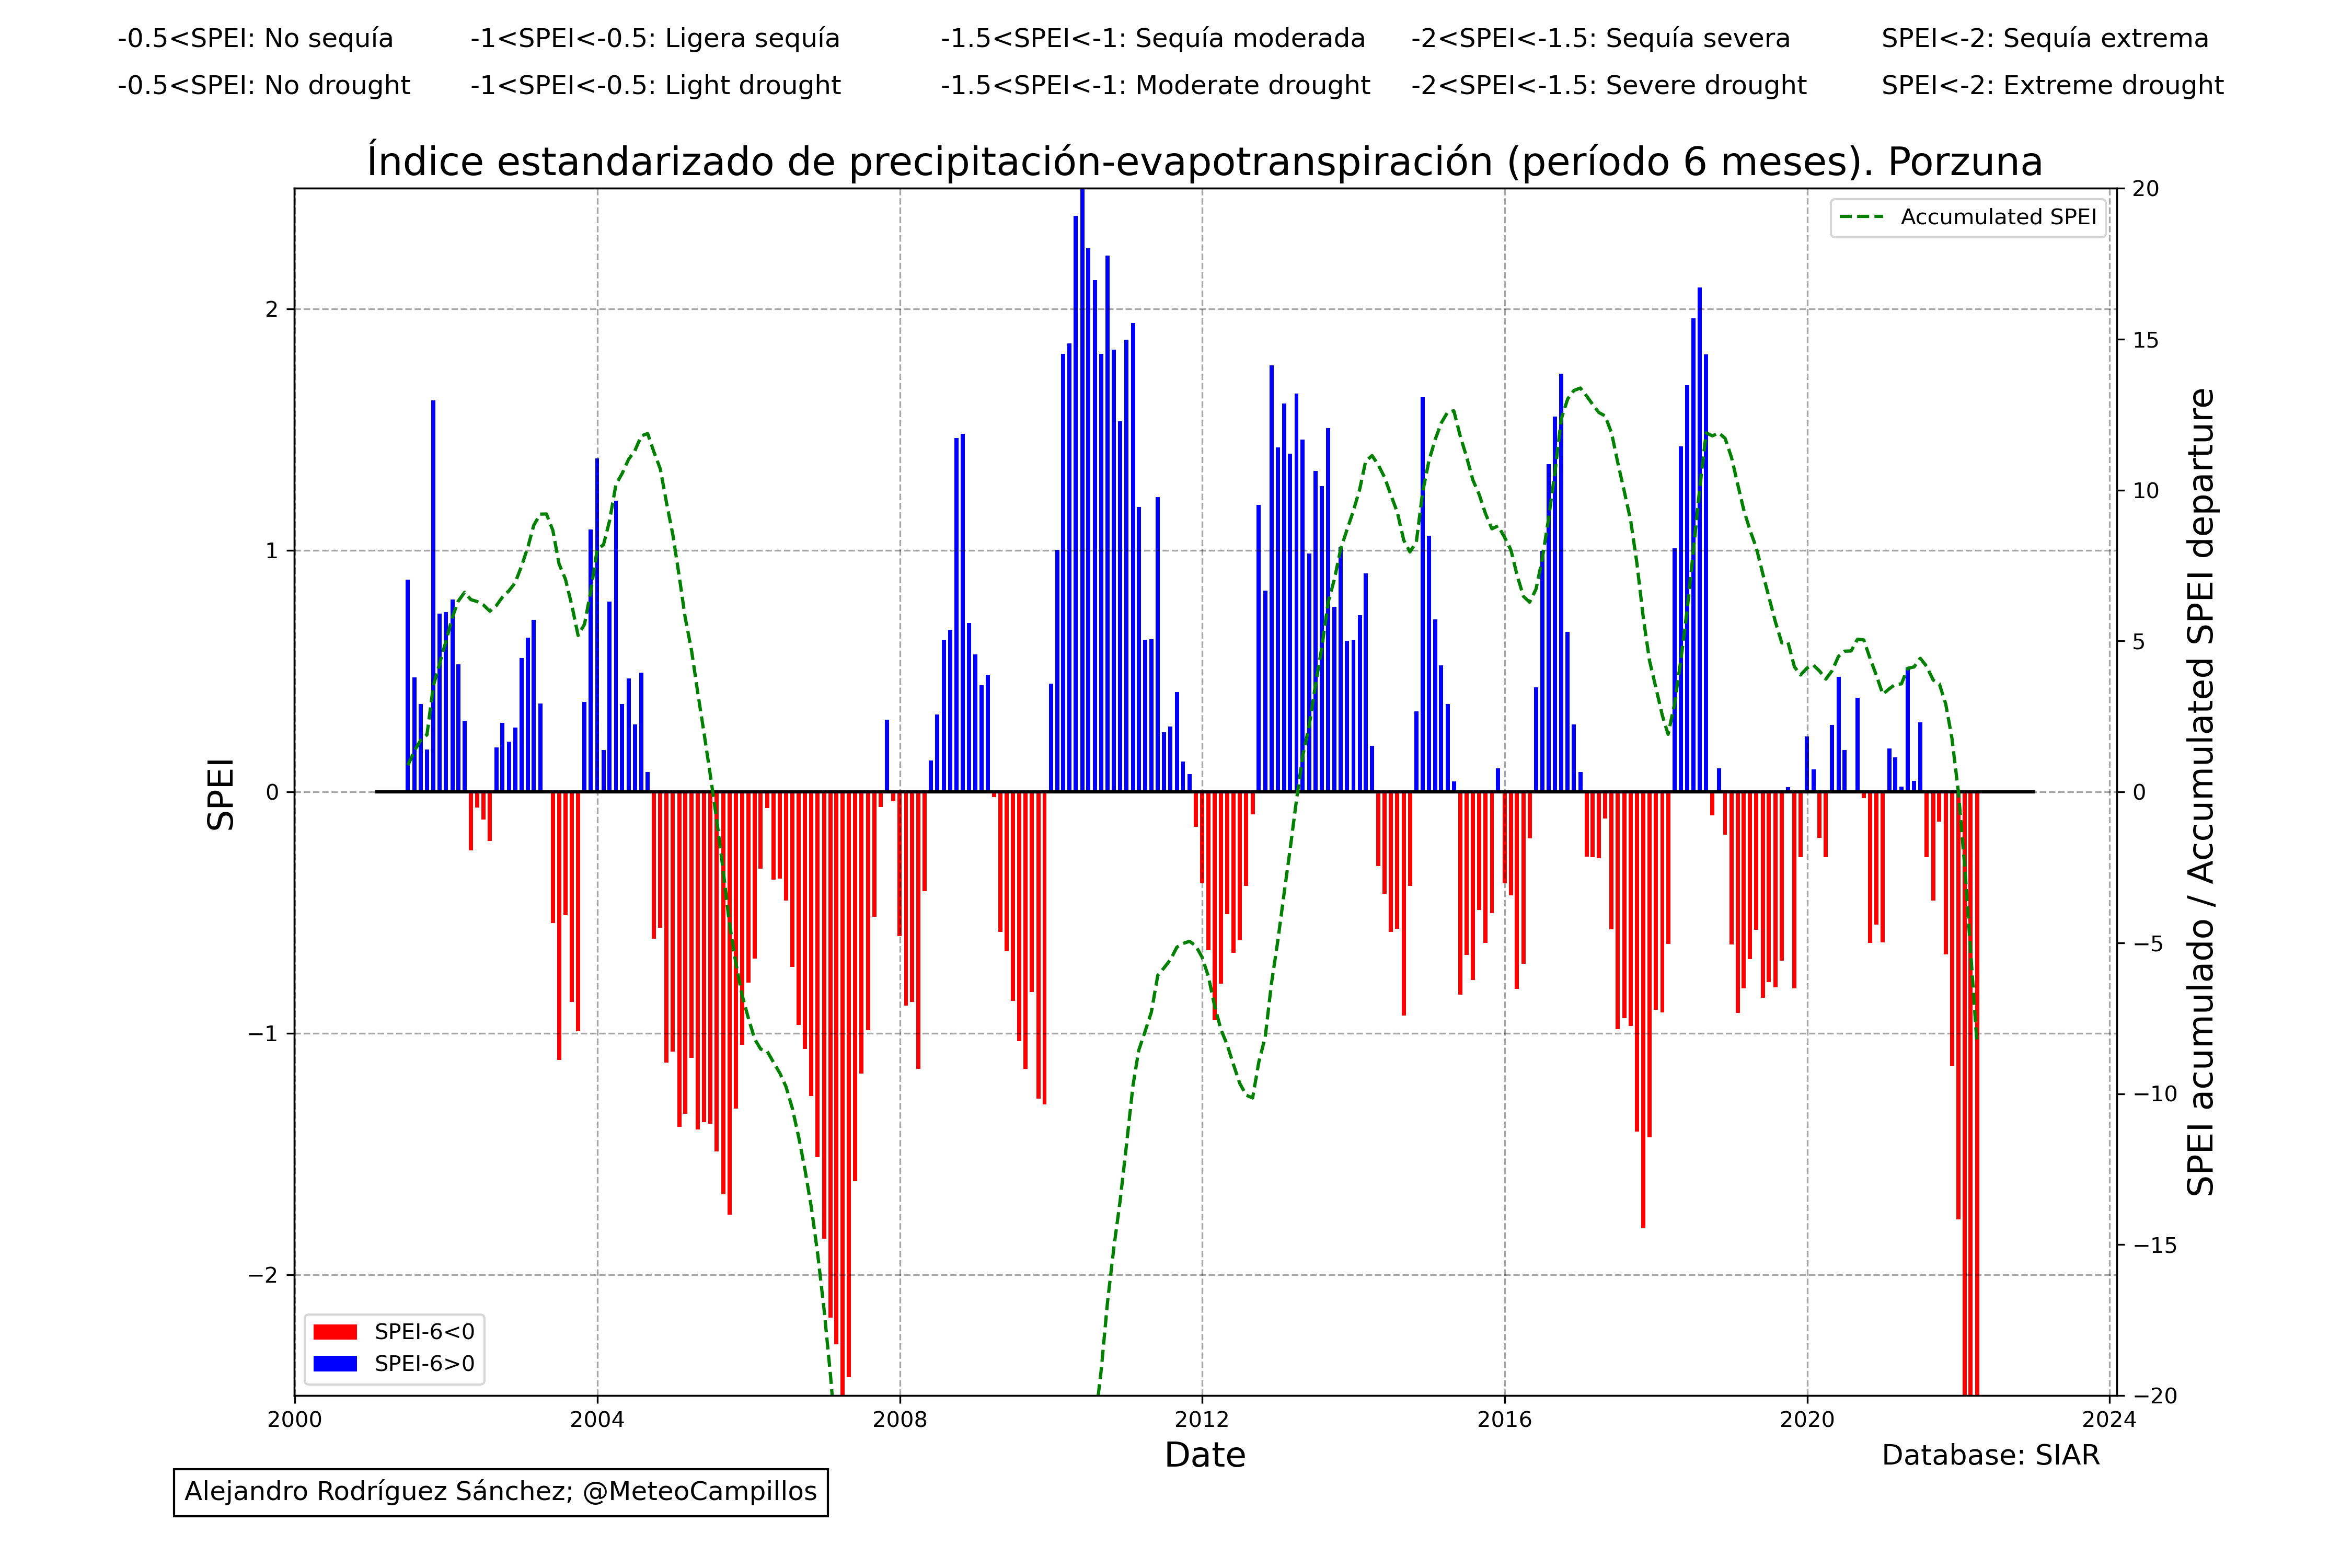 -0.5<SPEI: No sequía -1<SPEI<-0.5: Ligera sequía -1.5<SPEI<-1: Sequía moderada -2<SPEI<-1.5: Sequía severa SPEI<-2: Sequía extrema
-0.5<SPEI: No drought -1<SPEI<-0.5: Light drought -1.5<SPEI<-1: Moderate drought -2<SPEI<-1.5: Severe drought SPEI<-2: Extreme drought
Índice estandarizado de precipitación-evapotranspiración (período 6 meses). Porzuna
Accumulated SPEI
SPEI
2
1
0
−1
−2
20
15
10
5
0
−5
−10
−15
−20
SPEI acumulado / Accumulated SPEI departure
SPEI-6<0
SPEI-6>0
2000 2004 2008 2012 2016 2020 2024
Date
Database: SIAR
Alejandro Rodríguez Sánchez; @MeteoCampillos